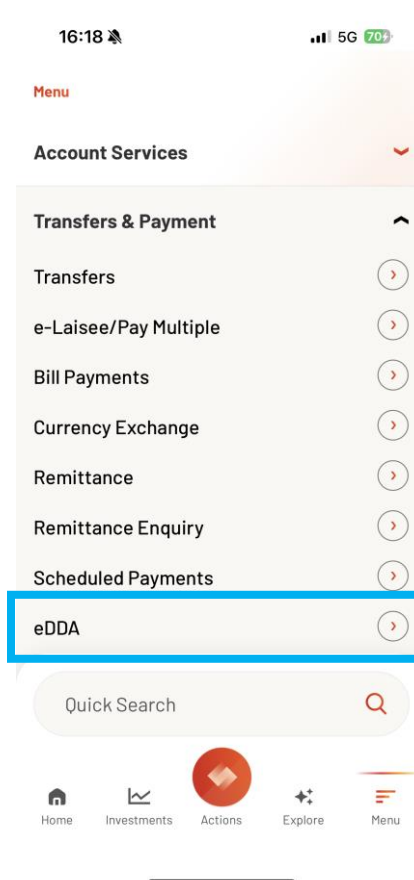 16:18 5G 70
Menu
Account Services
Transfers & Payment
Transfers
e-Laisee/Pay Multiple
Bill Payments
Currency Exchange
Remittance
Remittance Enquiry
Scheduled Payments
eDDA
Quick Search
Home Investments Actions Explore Menu